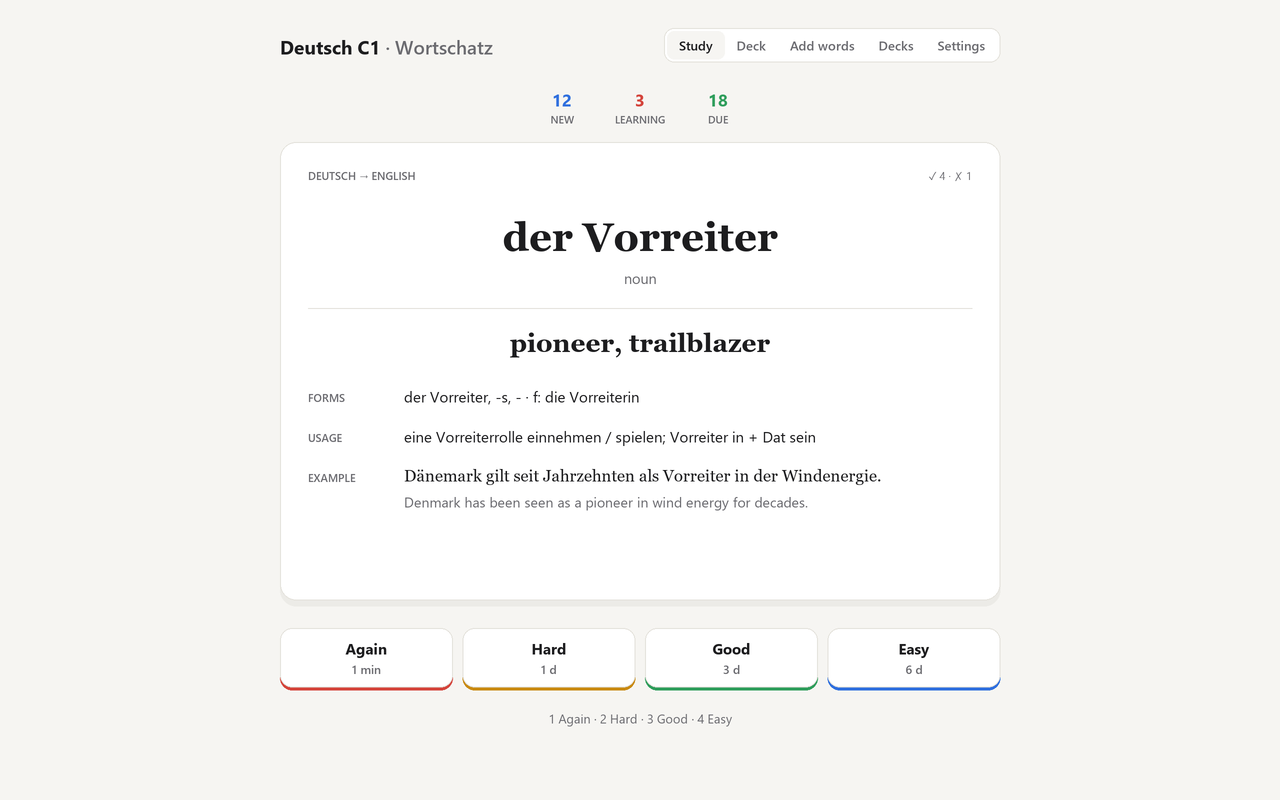 Deutsch C1 · Wortschatz
Study Deck Add words Decks Settings
12 3 18
NEW LEARNING DUE
DEUTSCH → ENGLISH ✓ 4 · ✗ 1
der Vorreiter
noun
pioneer, trailblazer
FORMS der Vorreiter, -s, - · f: die Vorreiterin
USAGE eine Vorreiterrolle einnehmen / spielen; Vorreiter in + Dat sein
EXAMPLE Dänemark gilt seit Jahrzehnten als Vorreiter in der Windenergie.
Denmark has been seen as a pioneer in wind energy for decades.
Again Hard Good Easy
1 min 1 d 3 d 6 d
1 Again · 2 Hard · 3 Good · 4 Easy